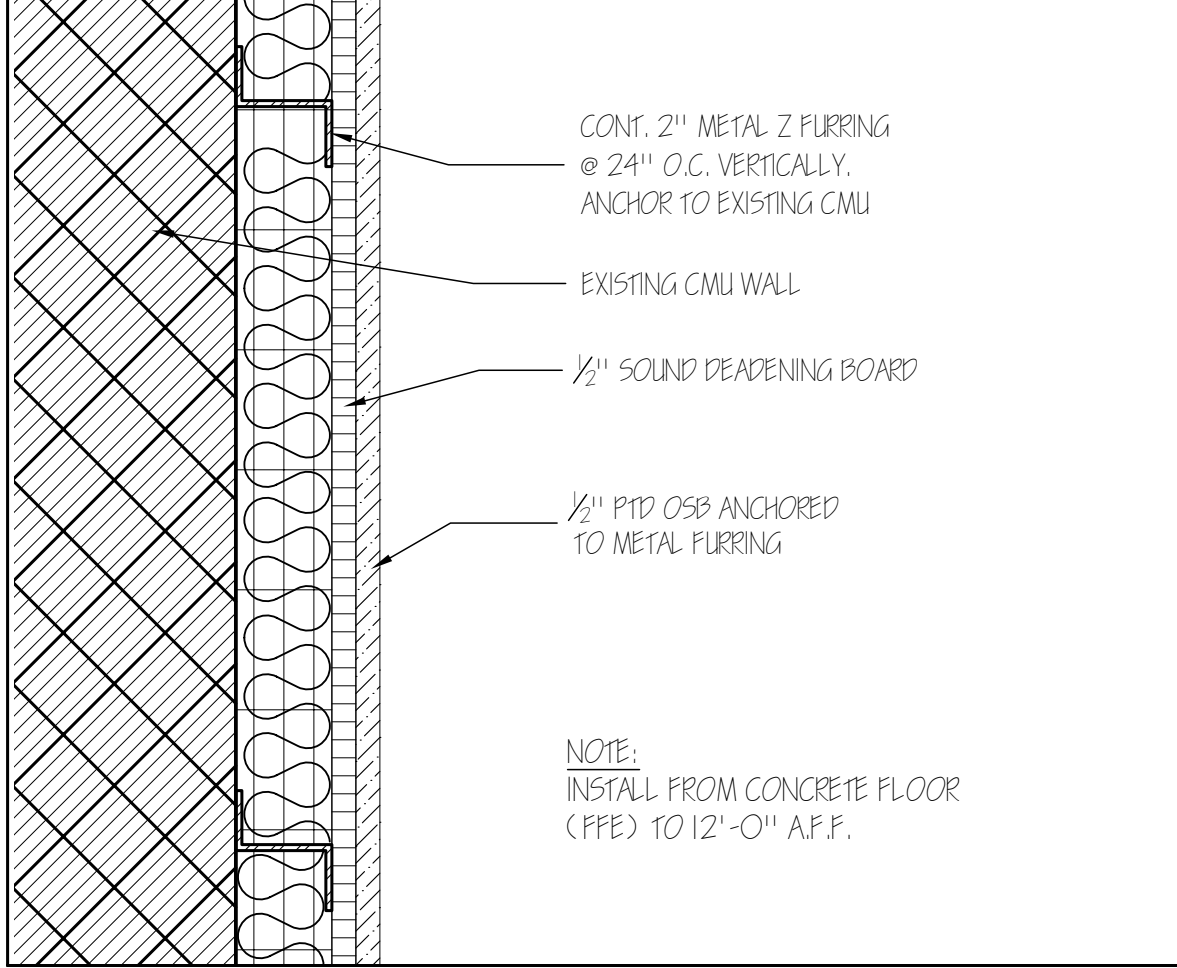 CONT. 2" METAL Z FURRING
@ 24" O.C. VERTICALLY.
ANCHOR TO EXISTING CMU
EXISTING CMU WALL
1/2" SOUND DEADENING BOARD
1/2" PTD OSB ANCHORED
TO METAL FURRING
NOTE:
INSTALL FROM CONCRETE FLOOR
(FFE) TO 12'-0" A.F.F.